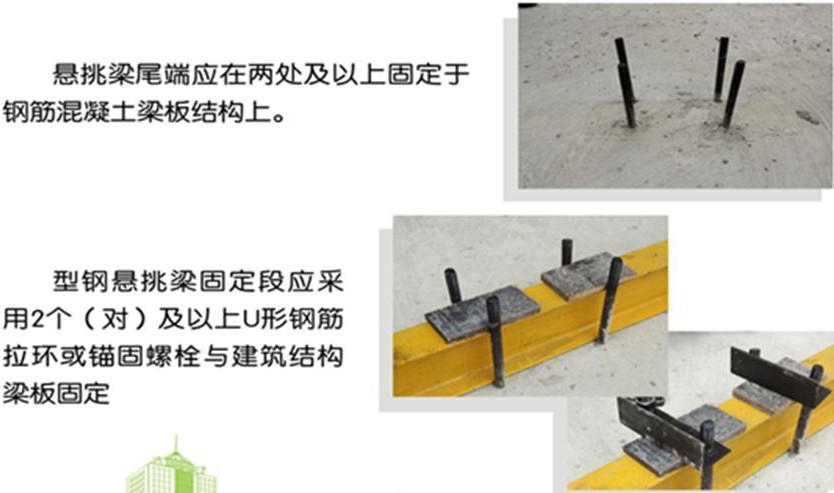 悬挑梁尾端应在两处及以上固定于
钢筋混凝土梁板结构上。
型钢悬挑梁固定段应采
用2个（对）及以上U形钢筋
拉环或锚固螺栓与建筑结构
梁板固定